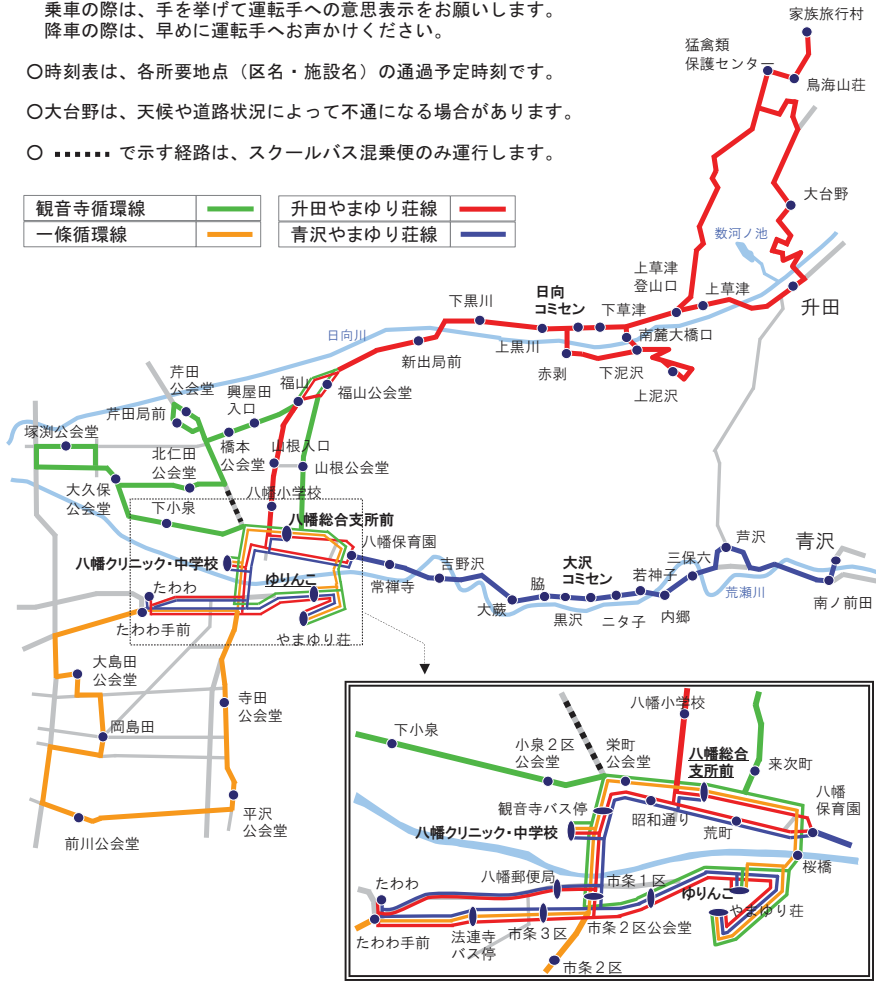 乗車の際は、手を挙げて運転手への意思表示をお願いします。
降車の際は、早めに運転手へお声かけください。
〇時刻表は、各所要地点（区名・施設名）の通過予定時刻です。
〇大台野は、天候や道路状況によって不通になる場合があります。
〇 ▪▪▪▪▪▪ で示す経路は、スクールバス混乗便のみ運行します。
観音寺循環線
升田やまゆり荘線
一條循環線
青沢やまゆり荘線
家族旅行村
猛禽類
保護センター
鳥海山荘
大台野
数河ノ池
上草津
登山口
上草津
升田
日向
コミセン
下草津
下黒川
日向川
上黒川
南麓大橋口
新出局前
赤剥
下泥沢
上泥沢
芹田
公会堂
興屋田
入口
福山
福山公会堂
芹田局前
塚渕公会堂
橋本
公会堂
山根入口
山根公会堂
北仁田
公会堂
大久保
公会堂
下小泉
八幡小学校
八幡総合支所前
八幡保育園
八幡クリニック・中学校
たわわ
ゆりんこ
たわわ手前
やまゆり荘
常禅寺
吉野沢
大蕨
脇
大沢
コミセン
黒沢
ニタ子
若神子
内郷
三保六
芦沢
荒瀬川
青沢
南ノ前田
大島田
公会堂
寺田
公会堂
岡島田
平沢
公会堂
前川公会堂
八幡小学校
下小泉
小泉２区
公会堂
栄町
公会堂
八幡総合
支所前
来次町
八幡
保育園
観音寺バス停
昭和通り
荒町
八幡クリニック・中学校
桜橋
八幡郵便局
市条１区
ゆりんこ
たわわ
やまゆり荘
たわわ手前
法連寺
バス停
市条３区
市条２区公会堂
市条２区